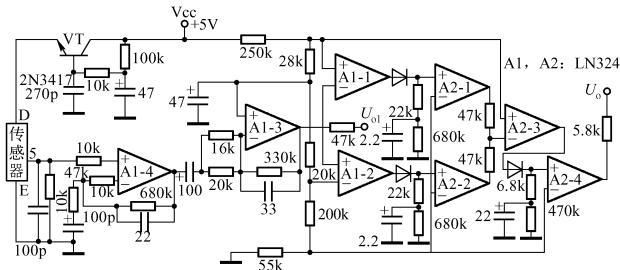 Vcc
+5V
VT
100k
250k
28k
A1, A2: LN324
2N3417
270p
10k
47
47
+
−
A1-1
+
−
A2-1
Uo
D
传感器
5
E
+
−
A1-3
Uo1
22k
47k
5.8k
+
−
A2-3
10k
+
−
A1-4
16k
47k
2.2
680k
47k
47k
10k
10k
680k
100
20k
330k
20k
+
−
A1-2
+
−
A2-2
6.8k
+
−
A2-4
100p
22
33
200k
22k
680k
22
470k
100p
55k
2.2